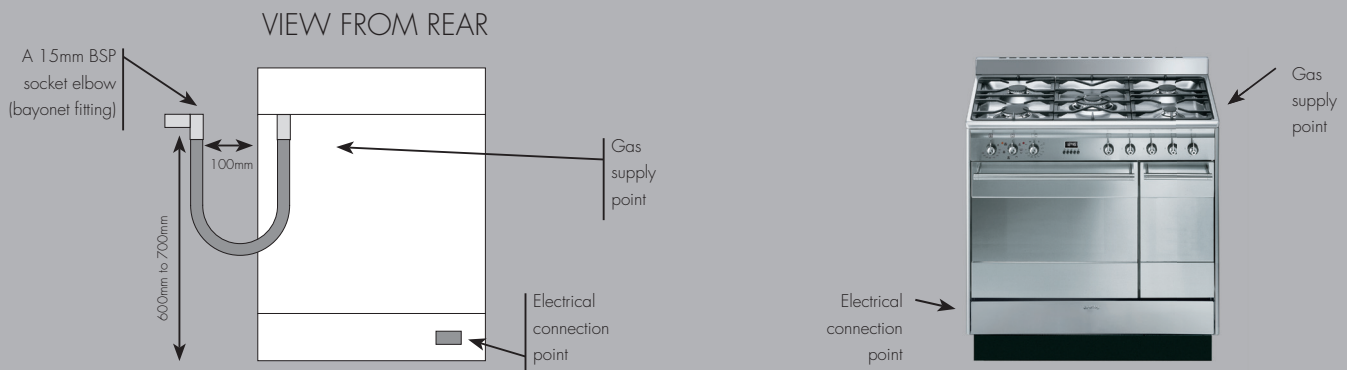 VIEW FROM REAR
A 15mm BSP
socket elbow
(bayonet fitting)
100mm
600mm to 700mm
Gas
supply
point
Electrical
connection
point
Gas
supply
point
Electrical
connection
point